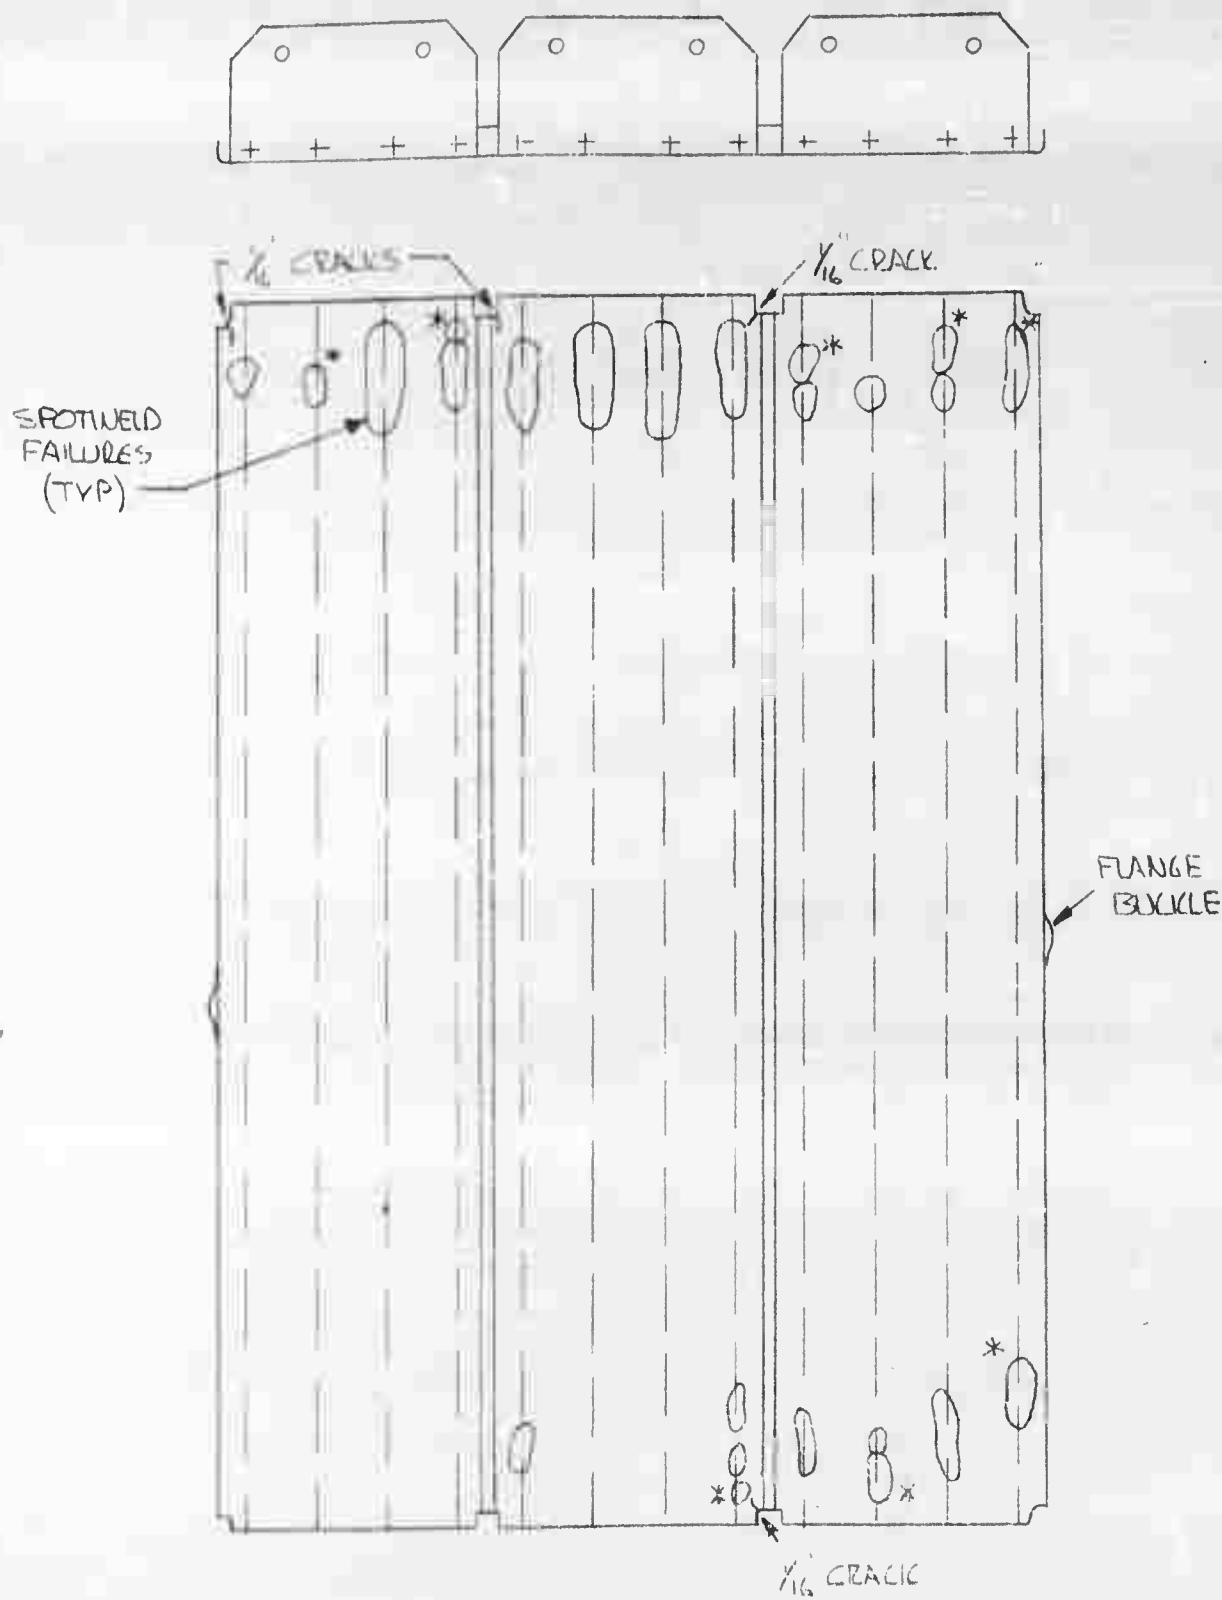 1/16" CRACKS
1/16" CRACK
*
*
*
*
*
SPOTWELD
FAILURES
(TYP)
FLANGE
BUCKLE
*
*
*
1/16" CRACK